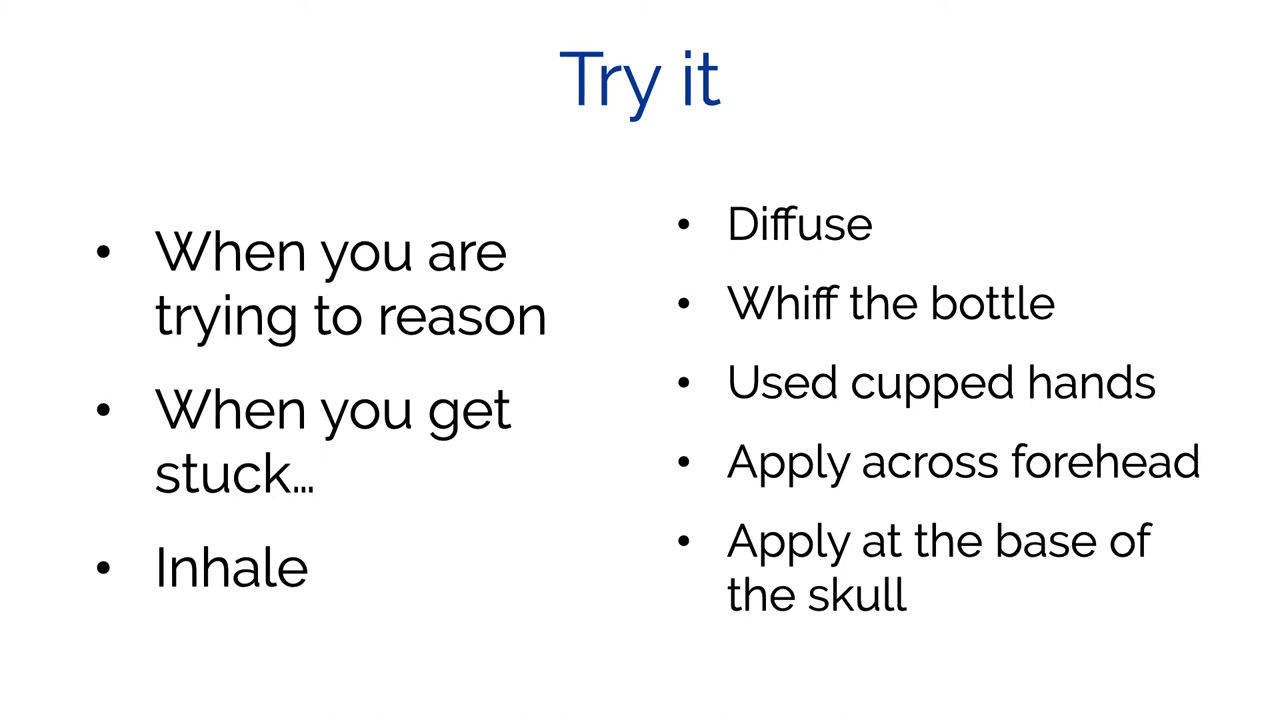 Try it
• When you are
trying to reason
• When you get
stuck…
• Inhale
• Diffuse
• Whiff the bottle
• Used cupped hands
• Apply across forehead
• Apply at the base of
the skull